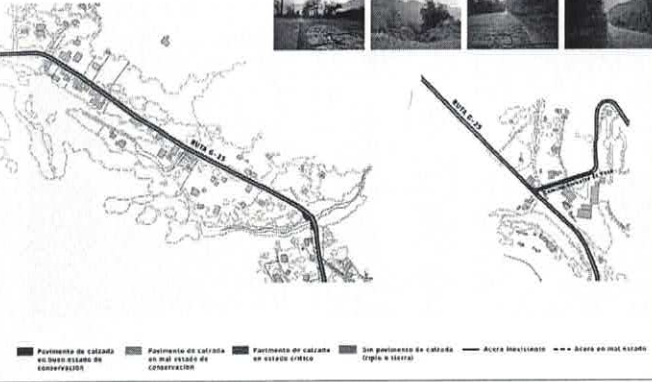 RUTA G-25
RUTA G-25
Pavimento de calzada
en buen estado de
conservación
Pavimento de calzada
en mal estado de
conservación
Pavimento de calzada
en estado crítico
Sin pavimento de calzada
(ripio o tierra)
Acera inexistente
Acera en mal estado